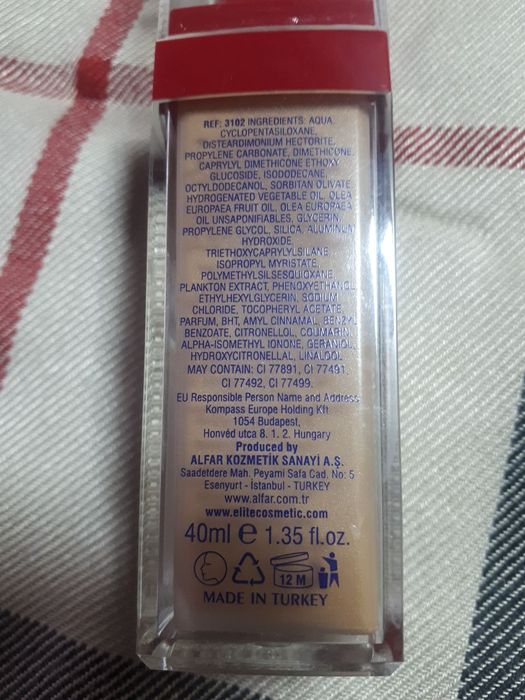 REF: 3102 INGREDIENTS: AQUA,
CYCLOPENTASILOXANE,
DISTEARDIMONIUM HECTORITE,
PROPYLENE CARBONATE, DIMETHICONE,
CAPRYLYL DIMETHICONE ETHOXY
GLUCOSIDE, ISODODECANE,
OCTYLDODECANOL, SORBITAN OLIVATE,
HYDROGENATED VEGETABLE OIL, OLEA
EUROPAEA FRUIT OIL, OLEA EUROPAEA
OIL UNSAPONIFIABLES, GLYCERIN,
PROPYLENE GLYCOL, SILICA, ALUMINUM
HYDROXIDE,
TRIETHOXYCAPRYLYLSILANE,
ISOPROPYL MYRISTATE,
POLYMETHYLSILSESQUIOXANE,
PLANKTON EXTRACT, PHENOXYETHANOL,
ETHYLHEXYLGLYCERIN, SODIUM
CHLORIDE, TOCOPHERYL ACETATE,
PARFUM, BHT, AMYL CINNAMAL, BENZYL
BENZOATE, CITRONELLOL, COUMARIN,
ALPHA-ISOMETHYL IONONE, GERANIOL,
HYDROXYCITRONELLAL, LINALOOL
MAY CONTAIN: CI 77891, CI 77491,
CI 77492, CI 77499.
EU Responsible Person Name and Address
Kompass Europe Holding Kft
1054 Budapest,
Honvéd utca 8. 1. 2. Hungary
Produced by
ALFAR KOZMETİK SANAYİ A.Ş.
Saadetdere Mah. Peyami Safa Cad. No: 5
Esenyurt - İstanbul - TURKEY
www.alfar.com.tr
www.elitecosmetic.com
40ml e 1.35 fl.oz.
12 M
MADE IN TURKEY